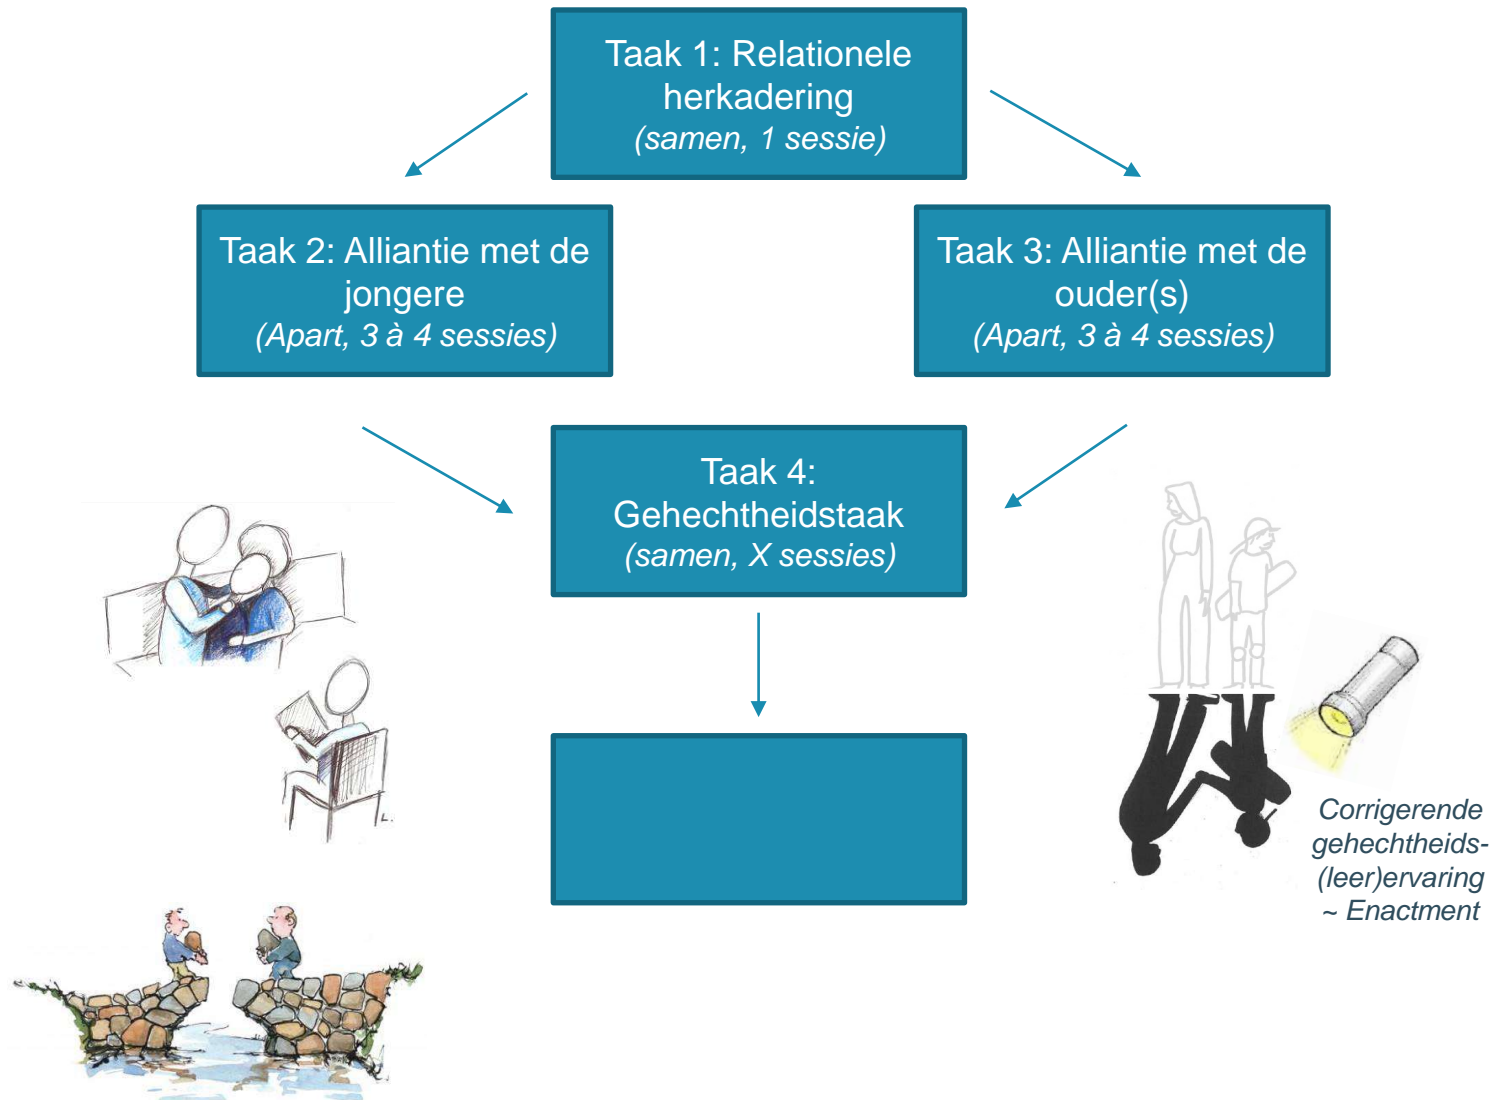 Taak 1: Relationele
herkadering
(samen, 1 sessie)
Taak 2: Alliantie met de
jongere
(Apart, 3 à 4 sessies)
Taak 3: Alliantie met de
ouder(s)
(Apart, 3 à 4 sessies)
Taak 4:
Gehechtheidstaak
(samen, X sessies)
L.
Corrigerende
gehechtheids-
(leer)ervaring
~ Enactment